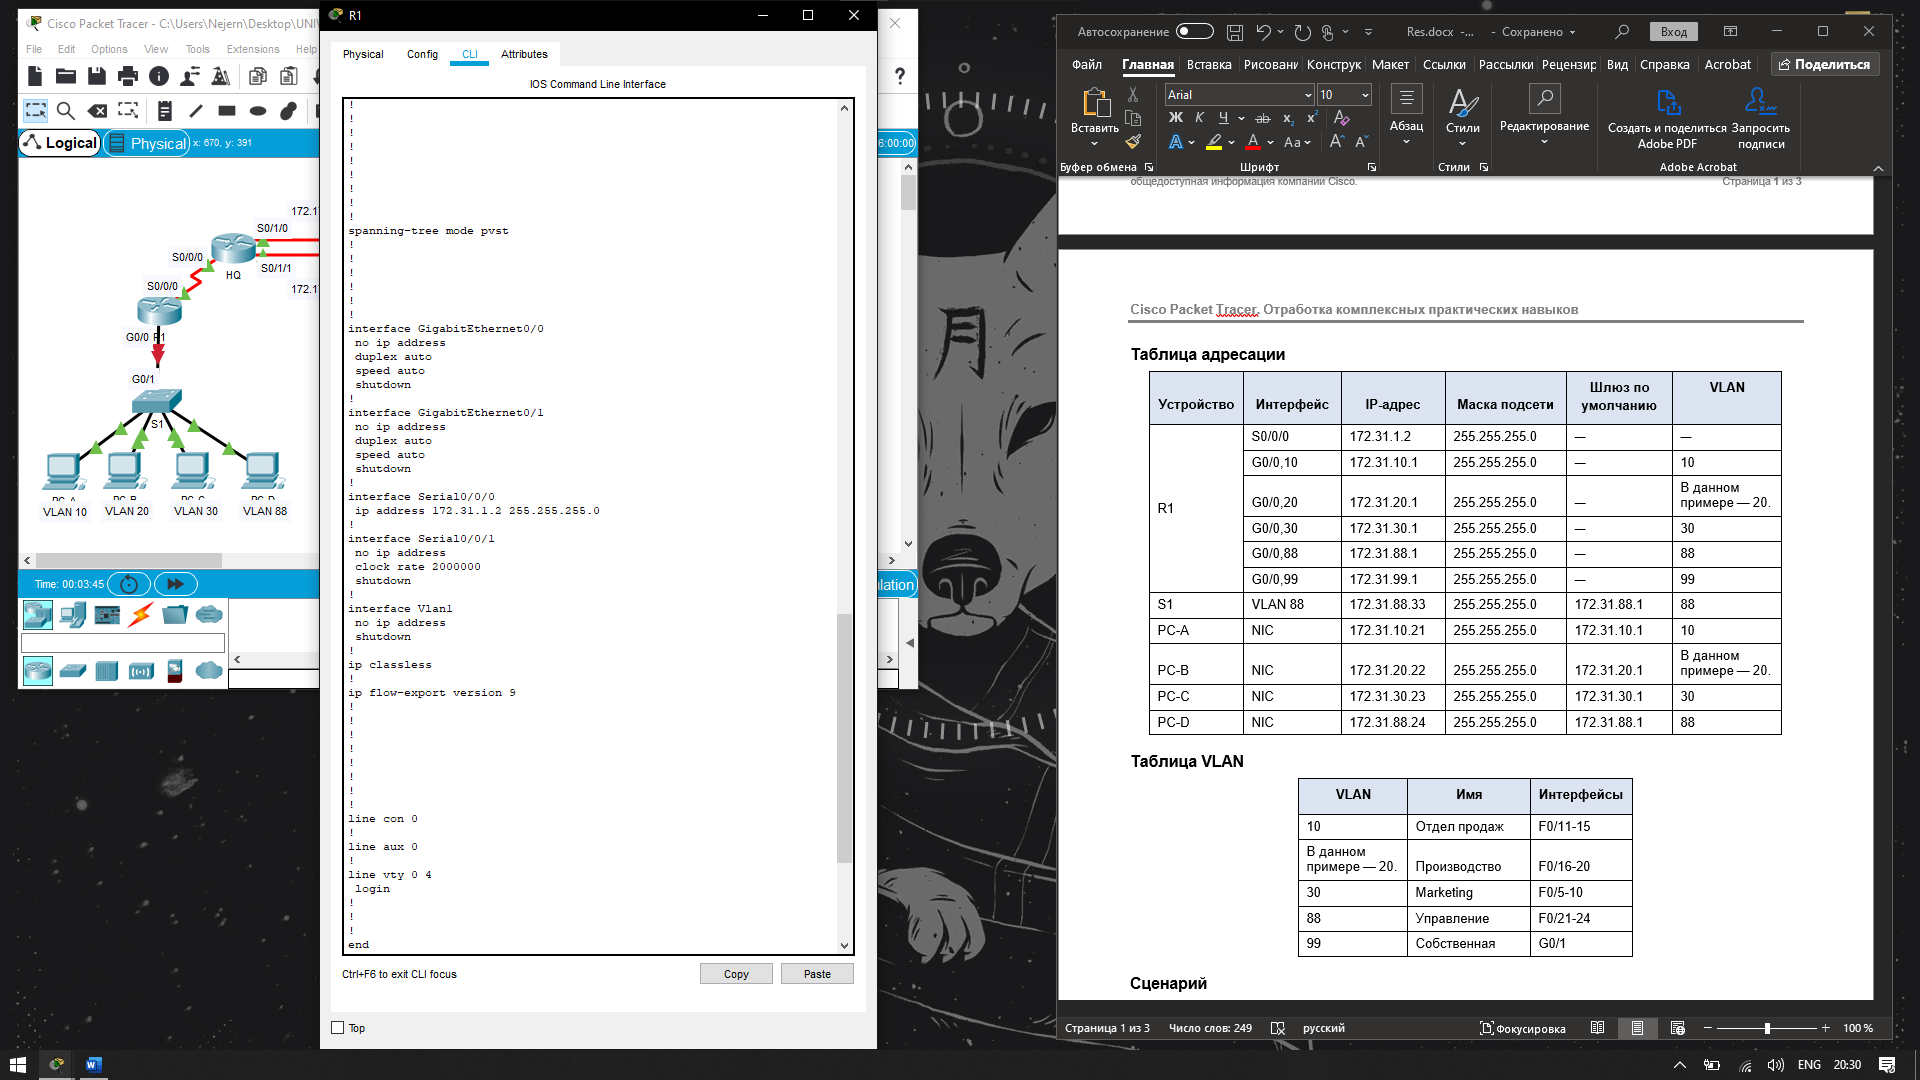 Cisco Packet Tracer - C:\Users\Nejern\Desktop\UNI
File Edit Options View Tools Extensions Help
Logical
Physical
x: 670, y: 391
6:00:00
172.1
S0/1/0
S0/0/0
S0/1/1
HQ
172.1
S0/0/0
G0/0 R1
G0/1
S1
PC-A
PC-B
PC-C
PC-D
VLAN 10
VLAN 20
VLAN 30
VLAN 88
Time: 00:03:45
ulation
R1
Physical Config CLI Attributes
IOS Command Line Interface
!
!
!
!
!
!
!
!
!
spanning-tree mode pvst
!
!
!
!
!
!
interface GigabitEthernet0/0
no ip address
duplex auto
speed auto
shutdown
!
interface GigabitEthernet0/1
no ip address
duplex auto
speed auto
shutdown
!
interface Serial0/0/0
ip address 172.31.1.2 255.255.255.0
!
interface Serial0/0/1
no ip address
clock rate 2000000
shutdown
!
interface Vlan1
no ip address
shutdown
!
ip classless
!
ip flow-export version 9
!
!
!
!
!
!
!
!
line con 0
!
line aux 0
!
line vty 0 4
login
!
!
!
end
Ctrl+F6 to exit CLI focus
Copy
Paste
Top
月
Автосохранение
Res.docx -... - Сохранено
Вход
Файл Главная Вставка Рисовани Конструк Макет Ссылки Рассылки Рецензир Вид Справка Acrobat Поделиться
Вставить
Буфер обмена
Arial
10
Ж К Ч ab x₂ x²
A Aa A A
Шрифт
Абзац
Стили
Стили
Редактирование
Создать и поделиться Adobe PDF
Запросить подписи
Adobe Acrobat
общедоступная информация компании Cisco. Страница 1 из 3
Cisco Packet Tracer. Отработка комплексных практических навыков
Таблица адресации
Устройство Интерфейс IP-адрес Маска подсети Шлюз по умолчанию VLAN
R1 S0/0/0 172.31.1.2 255.255.255.0 — —
G0/0,10 172.31.10.1 255.255.255.0 — 10
G0/0,20 172.31.20.1 255.255.255.0 — В данном примере — 20.
G0/0,30 172.31.30.1 255.255.255.0 — 30
G0/0,88 172.31.88.1 255.255.255.0 — 88
G0/0,99 172.31.99.1 255.255.255.0 — 99
S1 VLAN 88 172.31.88.33 255.255.255.0 172.31.88.1 88
PC-A NIC 172.31.10.21 255.255.255.0 172.31.10.1 10
PC-B NIC 172.31.20.22 255.255.255.0 172.31.20.1 В данном примере — 20.
PC-C NIC 172.31.30.23 255.255.255.0 172.31.30.1 30
PC-D NIC 172.31.88.24 255.255.255.0 172.31.88.1 88
Таблица VLAN
VLAN Имя Интерфейсы
10 Отдел продаж F0/11-15
В данном примере — 20. Производство F0/16-20
30 Marketing F0/5-10
88 Управление F0/21-24
99 Собственная G0/1
Сценарий
Страница 1 из 3 Число слов: 249 русский Фокусировка 100 %
ENG 20:30